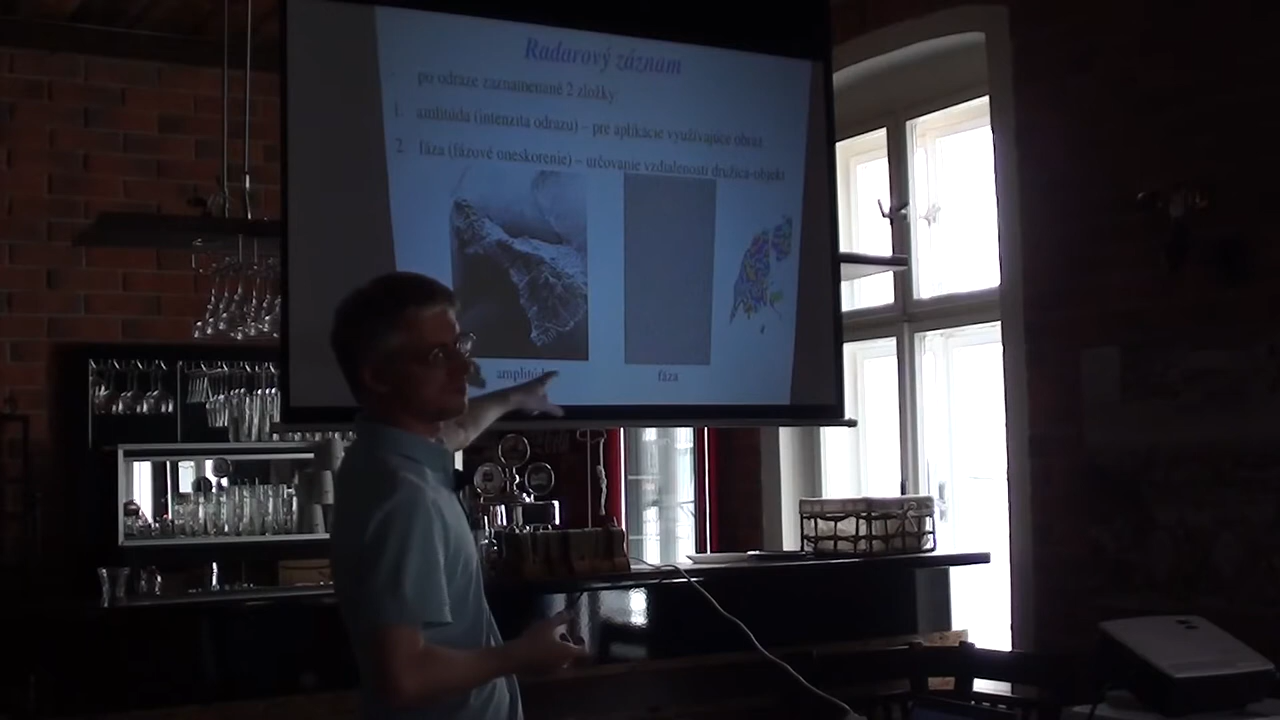 Radarový záznam
po odraze zaznamenané 2 zložky:
1. amlitúda (intenzita odrazu) – pre aplikácie využívajúce obraz
2. fáza (fázové oneskorenie) – určovanie vzdialenosti družica-objekt
amplitúda
fáza